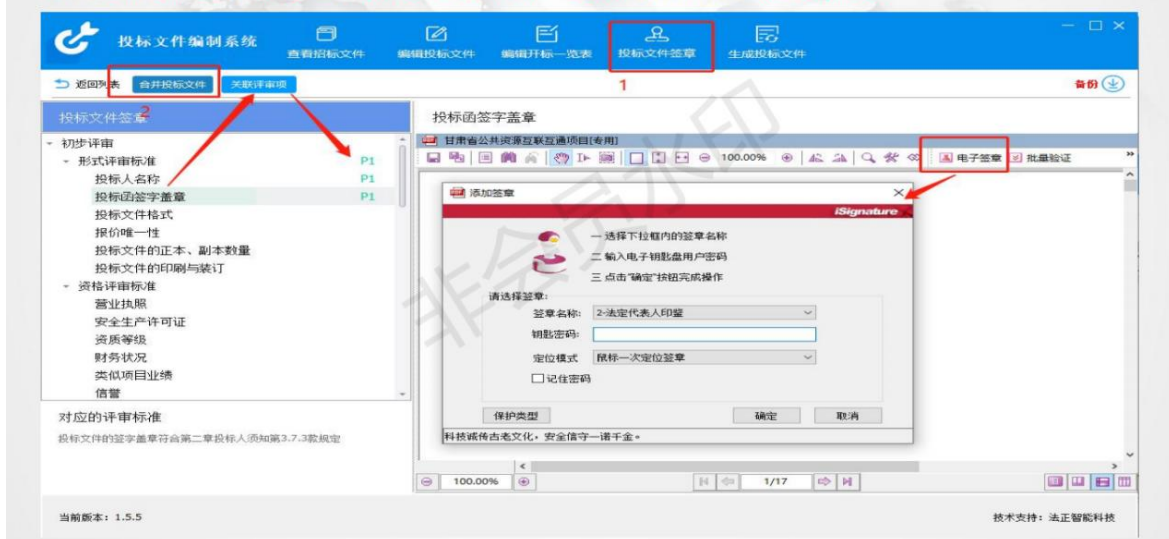 投标文件编制系统
查看招标文件
编辑投标文件
编辑开标一览表
投标文件签章
生成投标文件
返回列表
合并投标文件
关联评审项
1
备份
投标文件签章
2
投标函签字盖章
初步评审
甘肃省公共资源互联互通项目[专用]
形式评审标准 P1
100.00%
电子签章
批量验证
投标人名称 P1
投标函签字盖章 P1
投标文件格式
报价唯一性
投标文件的正本、副本数量
投标文件的印刷与装订
资格评审标准
营业执照
安全生产许可证
资质等级
财务状况
类似项目业绩
信誉
添加签章
iSignature
一 选择下拉框内的签章名称
二 输入电子钥匙盘用户密码
三 点击"确定"按钮完成操作
请选择签章:
签章名称: 2-法定代表人印鉴
钥匙密码:
定位模式 鼠标一次定位签章
记住密码
保护类型
确定
取消
科技诚传古老文化，安全信守一诺千金。
对应的评审标准
投标文件的签字盖章符合第二章投标人须知第3.7.3款规定
100.00%
1/17
当前版本：1.5.5
技术支持：法正智能科技
非会员水印